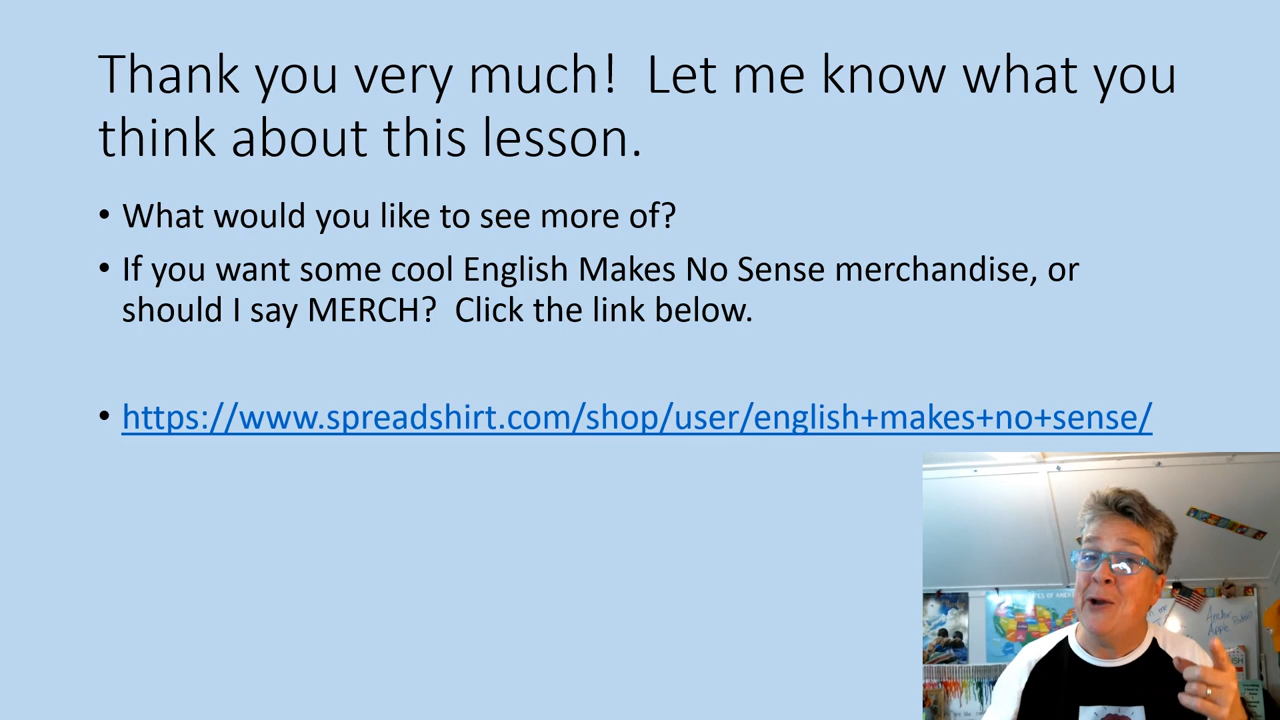 Thank you very much!  Let me know what you
think about this lesson.
• What would you like to see more of?
• If you want some cool English Makes No Sense merchandise, or
should I say MERCH?  Click the link below.
• https://www.spreadshirt.com/shop/user/english+makes+no+sense/
Apple